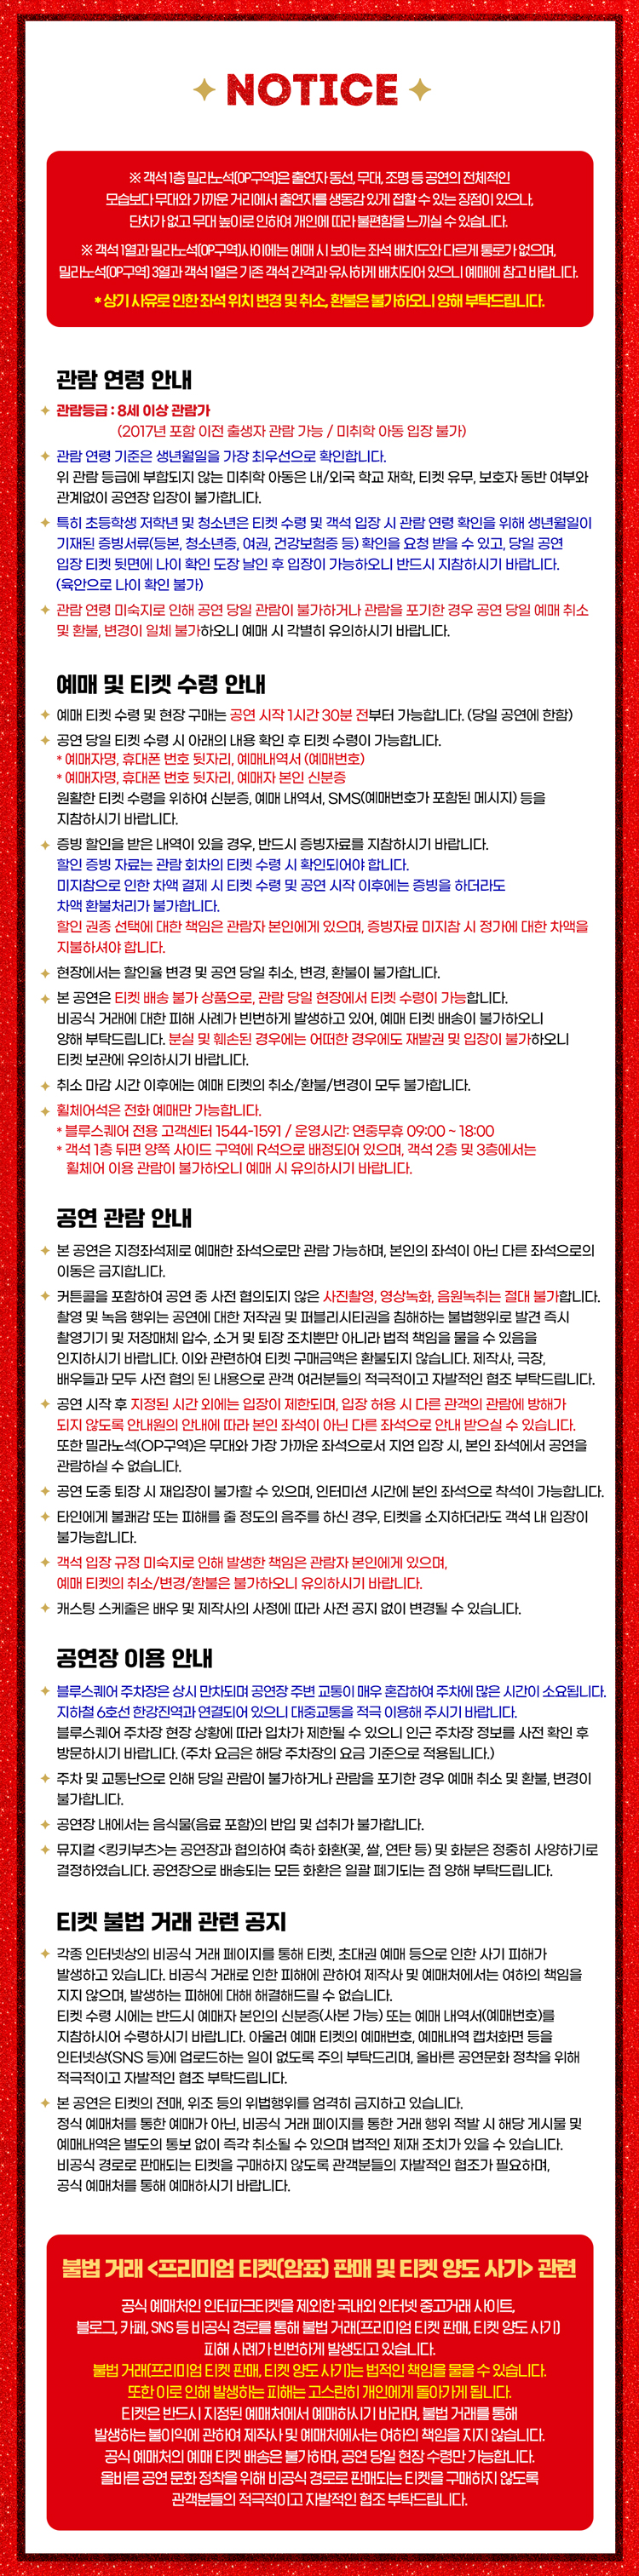 NOTICE
※ 객석 1층 밀라노석(OP구역)은 출연자 동선, 무대, 조명 등 공연의 전체적인
모습보다 무대와 가까운 거리에서 출연자를 생동감 있게 접할 수 있는 장점이 있으나,
단차가 없고 무대 높이로 인하여 개인에 따라 불편함을 느끼실 수 있습니다.
※ 객석 1열과 밀라노석(OP구역)사이에는 예매 시 보이는 좌석 배치도와 다르게 통로가 없으며,
밀라노석(OP구역) 3열과 객석 1열은 기존 객석 간격과 유사하게 배치되어 있으니 예매에 참고 바랍니다.
* 상기 사유로 인한 좌석 위치 변경 및 취소, 환불은 불가하오니 양해 부탁드립니다.
관람 연령 안내
관람등급 : 8세 이상 관람가
(2017년 포함 이전 출생자 관람 가능 / 미취학 아동 입장 불가)
관람 연령 기준은 생년월일을 가장 최우선으로 확인합니다.
위 관람 등급에 부합되지 않는 미취학 아동은 내/외국 학교 재학, 티켓 유무, 보호자 동반 여부와
관계없이 공연장 입장이 불가합니다.
특히 초등학생 저학년 및 청소년은 티켓 수령 및 객석 입장 시 관람 연령 확인을 위해 생년월일이
기재된 증빙서류(등본, 청소년증, 여권, 건강보험증 등) 확인을 요청 받을 수 있고, 당일 공연
입장 티켓 뒷면에 나이 확인 도장 날인 후 입장이 가능하오니 반드시 지참하시기 바랍니다.
(육안으로 나이 확인 불가)
관람 연령 미숙지로 인해 공연 당일 관람이 불가하거나 관람을 포기한 경우 공연 당일 예매 취소
및 환불, 변경이 일체 불가하오니 예매 시 각별히 유의하시기 바랍니다.
예매 및 티켓 수령 안내
예매 티켓 수령 및 현장 구매는 공연 시작 1시간 30분 전부터 가능합니다. (당일 공연에 한함)
공연 당일 티켓 수령 시 아래의 내용 확인 후 티켓 수령이 가능합니다.
* 예매자명, 휴대폰 번호 뒷자리, 예매내역서 (예매번호)
* 예매자명, 휴대폰 번호 뒷자리, 예매자 본인 신분증
원활한 티켓 수령을 위하여 신분증, 예매 내역서, SMS(예매번호가 포함된 메시지) 등을
지참하시기 바랍니다.
증빙 할인을 받은 내역이 있을 경우, 반드시 증빙자료를 지참하시기 바랍니다.
할인 증빙 자료는 관람 회차의 티켓 수령 시 확인되어야 합니다.
미지참으로 인한 차액 결제 시 티켓 수령 및 공연 시작 이후에는 증빙을 하더라도
차액 환불처리가 불가합니다.
할인 권종 선택에 대한 책임은 관람자 본인에게 있으며, 증빙자료 미지참 시 정가에 대한 차액을
지불하셔야 합니다.
현장에서는 할인율 변경 및 공연 당일 취소, 변경, 환불이 불가합니다.
본 공연은 티켓 배송 불가 상품으로, 관람 당일 현장에서 티켓 수령이 가능합니다.
비공식 거래에 대한 피해 사례가 빈번하게 발생하고 있어, 예매 티켓 배송이 불가하오니
양해 부탁드립니다. 분실 및 훼손된 경우에는 어떠한 경우에도 재발권 및 입장이 불가하오니
티켓 보관에 유의하시기 바랍니다.
취소 마감 시간 이후에는 예매 티켓의 취소/환불/변경이 모두 불가합니다.
휠체어석은 전화 예매만 가능합니다.
* 블루스퀘어 전용 고객센터 1544-1591 / 운영시간: 연중무휴 09:00 ~ 18:00
* 객석 1층 뒤편 양쪽 사이드 구역에 R석으로 배정되어 있으며, 객석 2층 및 3층에서는
휠체어 이용 관람이 불가하오니 예매 시 유의하시기 바랍니다.
공연 관람 안내
본 공연은 지정좌석제로 예매한 좌석으로만 관람 가능하며, 본인의 좌석이 아닌 다른 좌석으로의
이동은 금지합니다.
커튼콜을 포함하여 공연 중 사전 협의되지 않은 사진촬영, 영상녹화, 음원녹취는 절대 불가합니다.
촬영 및 녹음 행위는 공연에 대한 저작권 및 퍼블리시티권을 침해하는 불법행위로 발견 즉시
촬영기기 및 저장매체 압수, 소거 및 퇴장 조치뿐만 아니라 법적 책임을 물을 수 있음을
인지하시기 바랍니다. 이와 관련하여 티켓 구매금액은 환불되지 않습니다. 제작사, 극장,
배우들과 모두 사전 협의 된 내용으로 관객 여러분들의 적극적이고 자발적인 협조 부탁드립니다.
공연 시작 후 지정된 시간 외에는 입장이 제한되며, 입장 허용 시 다른 관객의 관람에 방해가
되지 않도록 안내원의 안내에 따라 본인 좌석이 아닌 다른 좌석으로 안내 받으실 수 있습니다.
또한 밀라노석(OP구역)은 무대와 가장 가까운 좌석으로서 지연 입장 시, 본인 좌석에서 공연을
관람하실 수 없습니다.
공연 도중 퇴장 시 재입장이 불가할 수 있으며, 인터미션 시간에 본인 좌석으로 착석이 가능합니다.
타인에게 불쾌감 또는 피해를 줄 정도의 음주를 하신 경우, 티켓을 소지하더라도 객석 내 입장이
불가능합니다.
객석 입장 규정 미숙지로 인해 발생한 책임은 관람자 본인에게 있으며,
예매 티켓의 취소/변경/환불은 불가하오니 유의하시기 바랍니다.
캐스팅 스케줄은 배우 및 제작사의 사정에 따라 사전 공지 없이 변경될 수 있습니다.
공연장 이용 안내
블루스퀘어 주차장은 상시 만차되며 공연장 주변 교통이 매우 혼잡하여 주차에 많은 시간이 소요됩니다.
지하철 6호선 한강진역과 연결되어 있으니 대중교통을 적극 이용해 주시기 바랍니다.
블루스퀘어 주차장 현장 상황에 따라 입차가 제한될 수 있으니 인근 주차장 정보를 사전 확인 후
방문하시기 바랍니다. (주차 요금은 해당 주차장의 요금 기준으로 적용됩니다.)
주차 및 교통난으로 인해 당일 관람이 불가하거나 관람을 포기한 경우 예매 취소 및 환불, 변경이
불가합니다.
공연장 내에서는 음식물(음료 포함)의 반입 및 섭취가 불가합니다.
뮤지컬 <킹키부츠>는 공연장과 협의하여 축하 화환(꽃, 쌀, 연탄 등) 및 화분은 정중히 사양하기로
결정하였습니다. 공연장으로 배송되는 모든 화환은 일괄 폐기되는 점 양해 부탁드립니다.
티켓 불법 거래 관련 공지
각종 인터넷상의 비공식 거래 페이지를 통해 티켓, 초대권 예매 등으로 인한 사기 피해가
발생하고 있습니다. 비공식 거래로 인한 피해에 관하여 제작사 및 예매처에서는 여하의 책임을
지지 않으며, 발생하는 피해에 대해 해결해드릴 수 없습니다.
티켓 수령 시에는 반드시 예매자 본인의 신분증(사본 가능) 또는 예매 내역서(예매번호)를
지참하시어 수령하시기 바랍니다. 아울러 예매 티켓의 예매번호, 예매내역 캡처화면 등을
인터넷상(SNS 등)에 업로드하는 일이 없도록 주의 부탁드리며, 올바른 공연문화 정착을 위해
적극적이고 자발적인 협조 부탁드립니다.
본 공연은 티켓의 전매, 위조 등의 위법행위를 엄격히 금지하고 있습니다.
정식 예매처를 통한 예매가 아닌, 비공식 거래 페이지를 통한 거래 행위 적발 시 해당 게시물 및
예매내역은 별도의 통보 없이 즉각 취소될 수 있으며 법적인 제재 조치가 있을 수 있습니다.
비공식 경로로 판매되는 티켓을 구매하지 않도록 관객분들의 자발적인 협조가 필요하며,
공식 예매처를 통해 예매하시기 바랍니다.
불법 거래 <프리미엄 티켓(암표) 판매 및 티켓 양도 사기> 관련
공식 예매처인 인터파크티켓을 제외한 국내외 인터넷 중고거래 사이트,
블로그, 카페, SNS 등 비공식 경로를 통해 불법 거래(프리미엄 티켓 판매, 티켓 양도 사기)
피해 사례가 빈번하게 발생되고 있습니다.
불법 거래(프리미엄 티켓 판매, 티켓 양도 사기)는 법적인 책임을 물을 수 있습니다.
또한 이로 인해 발생하는 피해는 고스란히 개인에게 돌아가게 됩니다.
티켓은 반드시 지정된 예매처에서 예매하시기 바라며, 불법 거래를 통해
발생하는 불이익에 관하여 제작사 및 예매처에서는 여하의 책임을 지지 않습니다.
공식 예매처의 예매 티켓 배송은 불가하며, 공연 당일 현장 수령만 가능합니다.
올바른 공연 문화 정착을 위해 비공식 경로로 판매되는 티켓을 구매하지 않도록
관객분들의 적극적이고 자발적인 협조 부탁드립니다.